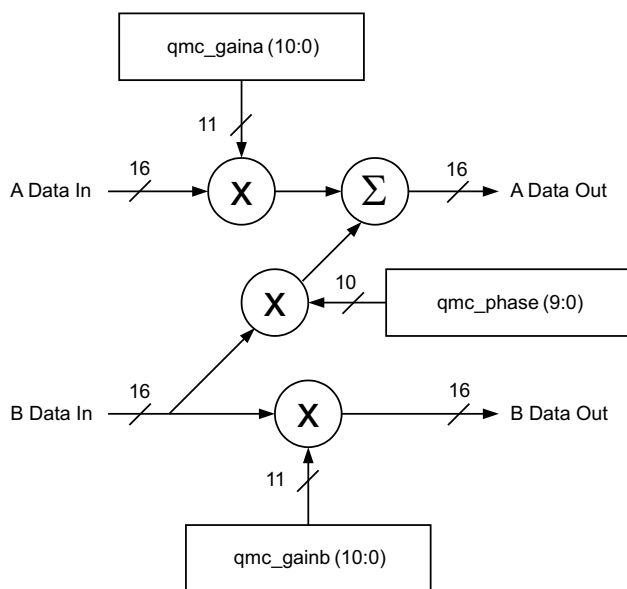 qmc_gaina (10:0)
11
16
16
A Data In
X
Σ
A Data Out
10
X
qmc_phase (9:0)
16
16
B Data In
X
B Data Out
11
qmc_gainb (10:0)